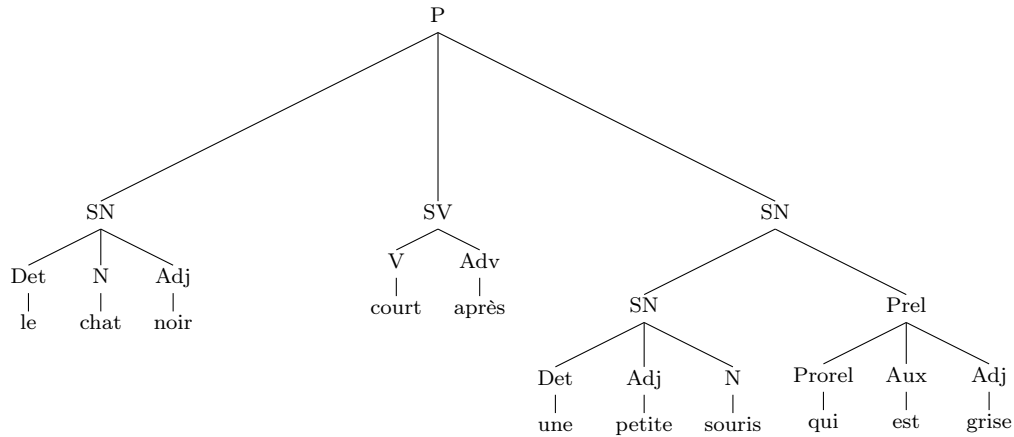 P
SN SV SN
Det N Adj V Adv
le chat noir court après
SN Prel
Det Adj N Prorel Aux Adj
une petite souris qui est grise